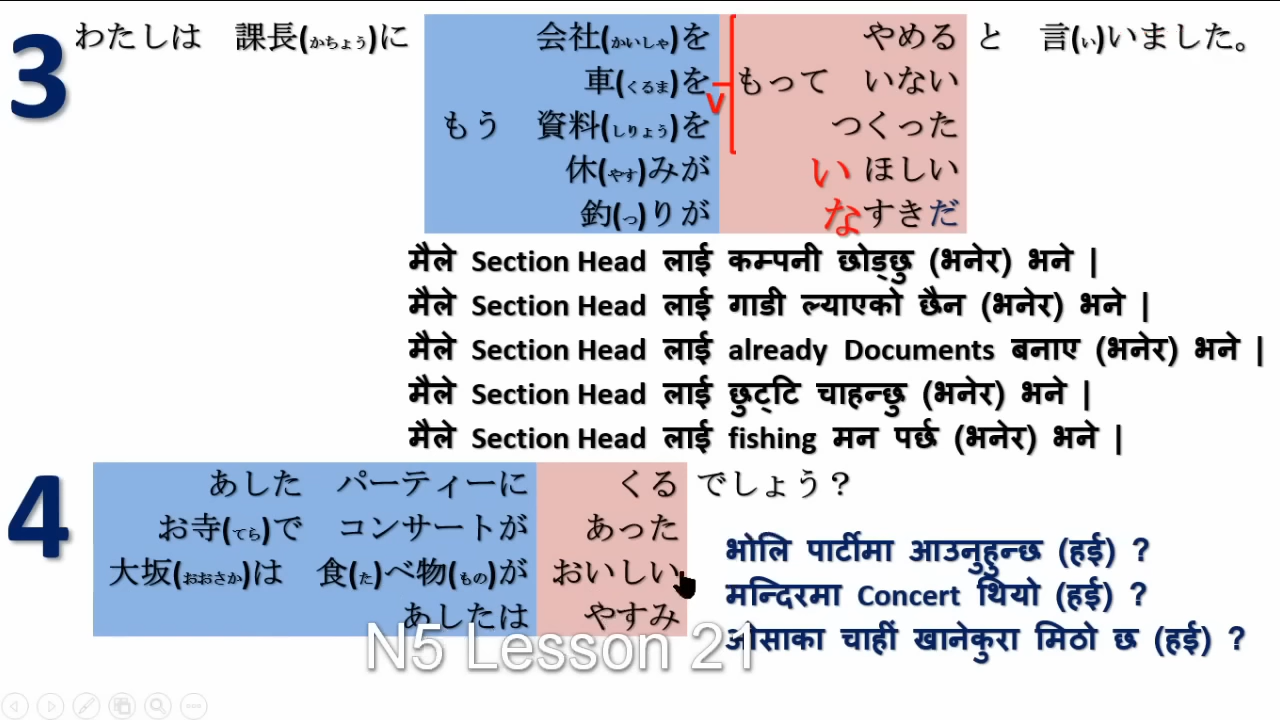 3
わたしは 課長(かちょう)に 会社(かいしゃ)を やめる と 言(い)いました。
車(くるま)を もって いない
V
もう 資料(しりょう)を つくった
休(やす)みが い ほしい
釣(つ)りが な すきだ
मैले Section Head लाई कम्पनी छोड्छु (भनेर) भने |
मैले Section Head लाई गाडी ल्याएको छैन (भनेर) भने |
मैले Section Head लाई already Documents बनाए (भनेर) भने |
मैले Section Head लाई छुट्टि चाहन्छु (भनेर) भने |
मैले Section Head लाई fishing मन पर्छ (भनेर) भने |
4
あした パーティーに くる でしょう？
お寺(てら)で コンサートが あった
大坂(おおさか)は 食(た)べ物(もの)が おいしい
あしたは やすみ
भोलि पार्टीमा आउनुहुन्छ (हई) ?
मन्दिरमा Concert थियो (हई) ?
ओसाका चाहीं खानेकुरा मिठो छ (हई) ?
N5 Lesson 21